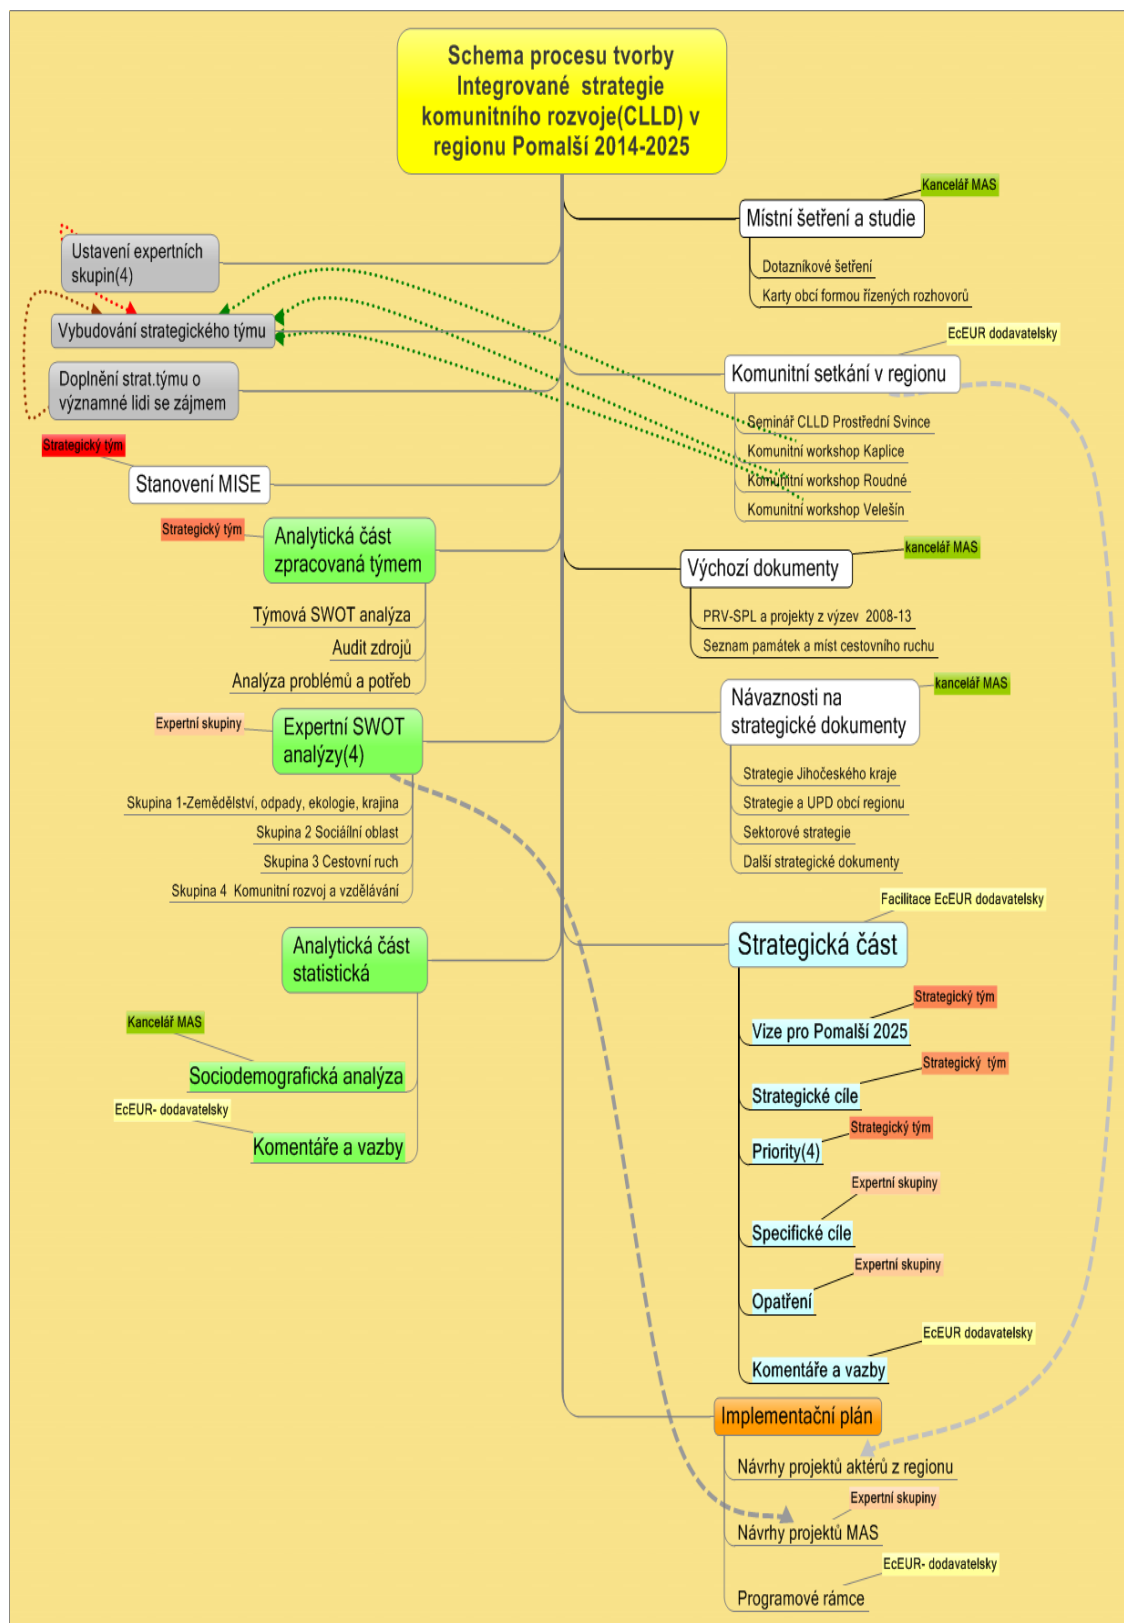 Schema procesu tvorby
Integrované strategie
komunitního rozvoje(CLLD) v
regionu Pomalší 2014-2025
Ustavení expertních
skupin(4)
Vybudování strategického týmu
Doplnění strat.týmu o
významné lidi se zájmem
Strategický tým
Stanovení MISE
Strategický tým
Analytická část
zpracovaná týmem
Týmová SWOT analýza
Audit zdrojů
Analýza problémů a potřeb
Expertní skupiny
Expertní SWOT
analýzy(4)
Skupina 1-Zemědělství, odpady, ekologie, krajina
Skupina 2 Sociáílní oblast
Skupina 3 Cestovní ruch
Skupina 4 Komunitní rozvoj a vzdělávání
Analytická část
statistická
Kancelář MAS
Sociodemografická analýza
EcEUR- dodavatelsky
Komentáře a vazby
Kancelář MAS
Místní šetření a studie
Dotazníkové šetření
Karty obcí formou řízených rozhovorů
EcEUR dodavatelsky
Komunitní setkání v regionu
Seminář CLLD Prostřední Svince
Komunitní workshop Kaplice
Komunitní workshop Roudné
Komunitní workshop Velešín
kancelář MAS
Výchozí dokumenty
PRV-SPL a projekty z výzev 2008-13
Seznam památek a míst cestovního ruchu
kancelář MAS
Návaznosti na
strategické dokumenty
Strategie Jihočeského kraje
Strategie a UPD obcí regionu
Sektorové strategie
Další strategické dokumenty
Facilitace EcEUR dodavatelsky
Strategická část
Strategický tým
Vize pro Pomalší 2025
Strategický tým
Strategické cíle
Strategický tým
Priority(4)
Expertní skupiny
Specifické cíle
Expertní skupiny
Opatření
EcEUR dodavatelsky
Komentáře a vazby
Implementační plán
Návrhy projektů aktérů z regionu
Expertní skupiny
Návrhy projektů MAS
EcEUR- dodavatelsky
Programové rámce